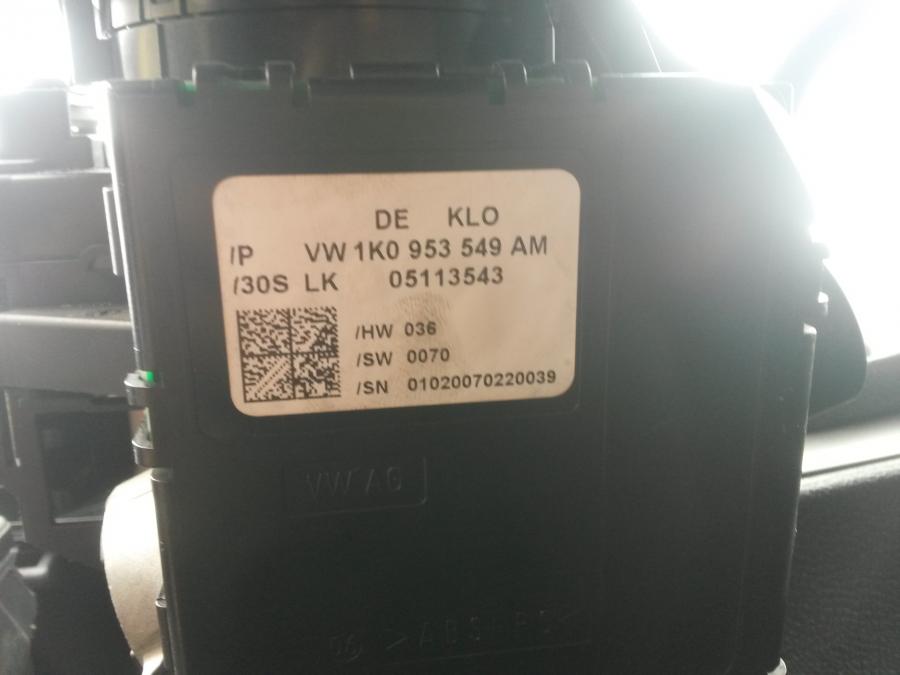 DE KLO
/P VW 1K0 953 549 AM
/30S LK 05113543
/HW 036
/SW 0070
/SN 01020070220039
VW AG